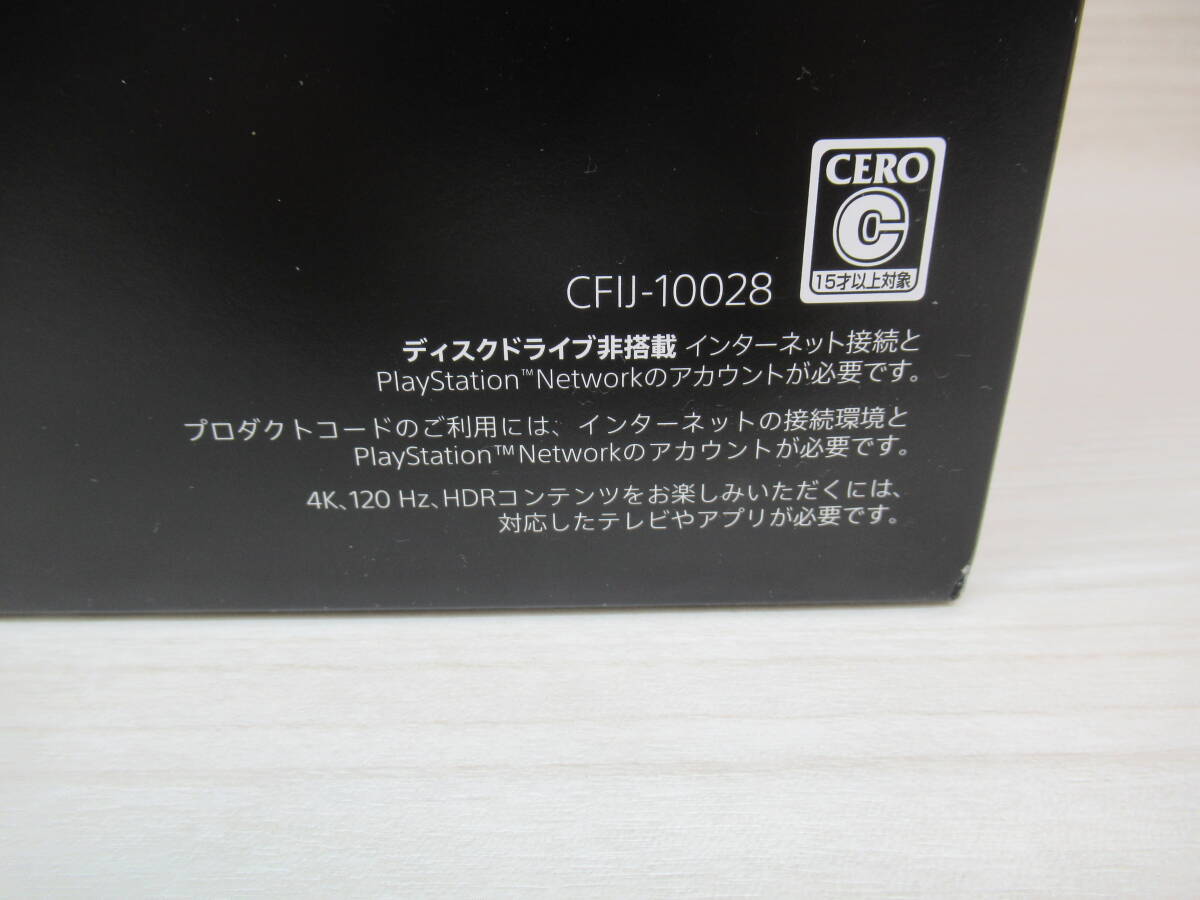 CERO
C
15才以上対象
CFIJ-10028
ディスクドライブ非搭載 インターネット接続と
PlayStation™Networkのアカウントが必要です。
プロダクトコードのご利用には、インターネットの接続環境と
PlayStation™Networkのアカウントが必要です。
4K、120 Hz、HDRコンテンツをお楽しみいただくには、
対応したテレビやアプリが必要です。